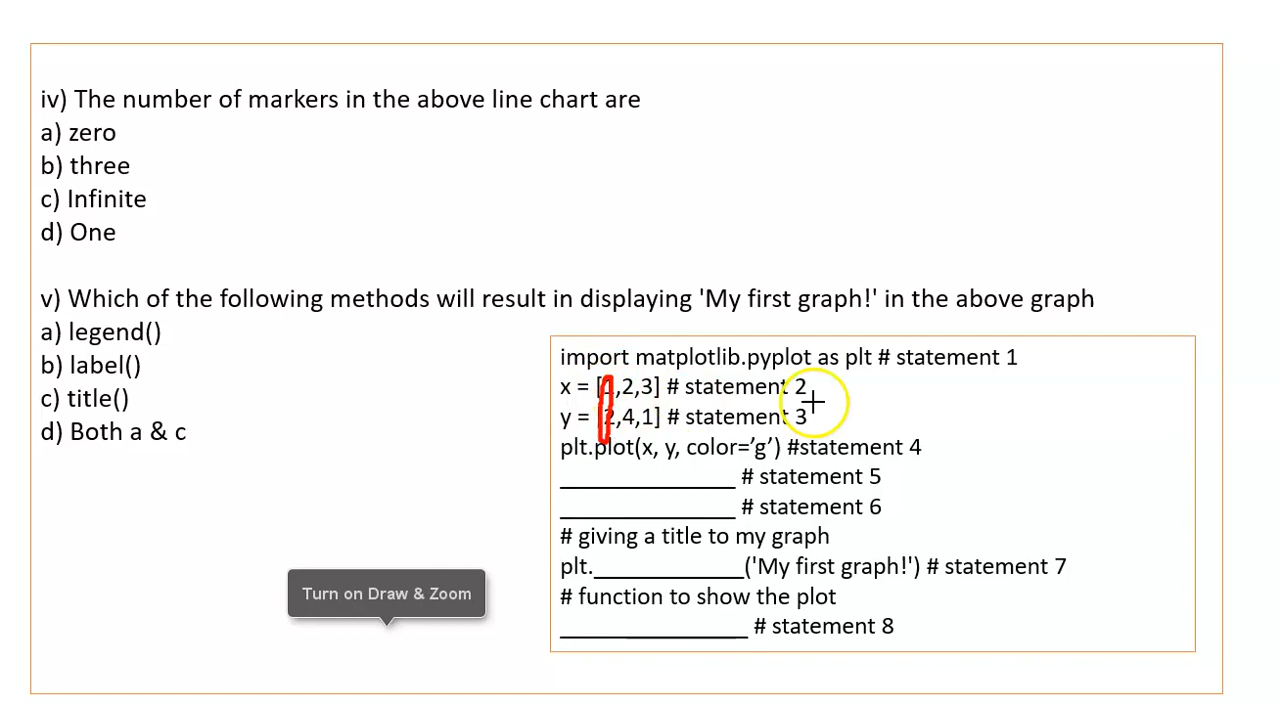 iv) The number of markers in the above line chart are
a) zero
b) three
c) Infinite
d) One
v) Which of the following methods will result in displaying 'My first graph!' in the above graph
a) legend()
b) label()
c) title()
d) Both a & c
import matplotlib.pyplot as plt # statement 1
x = [1,2,3] # statement 2
y = [2,4,1] # statement 3
plt.plot(x, y, color=’g’) #statement 4
______________ # statement 5
______________ # statement 6
# giving a title to my graph
plt.____________('My first graph!') # statement 7
# function to show the plot
_______________ # statement 8
Turn on Draw & Zoom